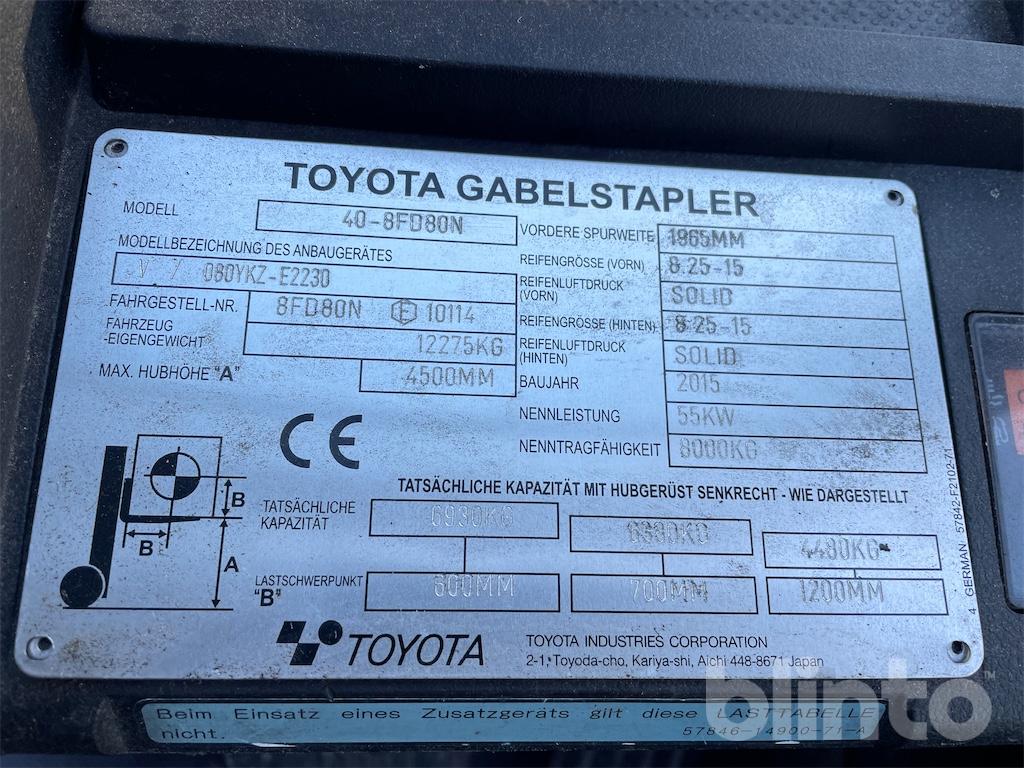 TOYOTA GABELSTAPLER
MODELL 40-8FD80N
MODELLBEZEICHNUNG DES ANBAUGERÄTES
V / 080YKZ-E2230
FAHRGESTELL-NR. 8FD80N E 10114
FAHRZEUG
-EIGENGEWICHT 12275KG
MAX. HUBHÖHE "A" 4500MM
VORDERE SPURWEITE 1965MM
REIFENGRÖSSE (VORN) 8.25-15
REIFENLUFTDRUCK
(VORN) SOLID
REIFENGRÖSSE (HINTEN) 8.25-15
REIFENLUFTDRUCK
(HINTEN) SOLID
BAUJAHR 2015
NENNLEISTUNG 55KW
NENNTRAGFÄHIGKEIT 8000KG
CE
B
B
A
TATSÄCHLICHE KAPAZITÄT MIT HUBGERÜST SENKRECHT - WIE DARGESTELLT
TATSÄCHLICHE
KAPAZITÄT 6930KG 6380KG 4480KG
LASTSCHWERPUNKT
"B" 600MM 700MM 1200MM
TOYOTA
TOYOTA INDUSTRIES CORPORATION
2-1, Toyoda-cho, Kariya-shi, Aichi 448-8671 Japan
4 GERMAN 57842-F2102-71
Beim Einsatz eines Zusatzgeräts gilt diese LASTTABELLE
nicht. 57846-14900-71-A
blinto™